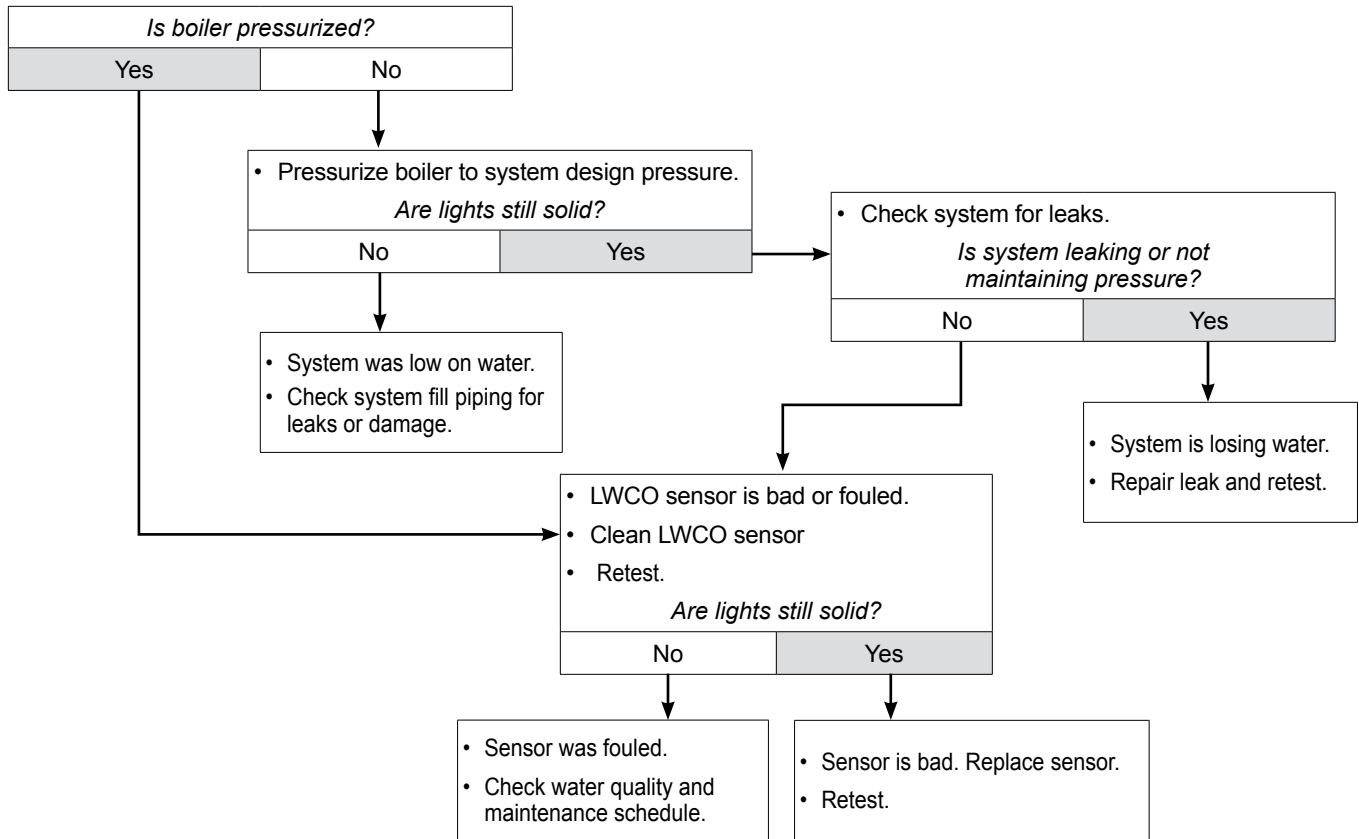 Is boiler pressurized?
Yes
No
• Pressurize boiler to system design pressure.
Are lights still solid?
No
Yes
• Check system for leaks.
Is system leaking or not
maintaining pressure?
No
Yes
• System was low on water.
• Check system fill piping for
leaks or damage.
• System is losing water.
• Repair leak and retest.
• LWCO sensor is bad or fouled.
• Clean LWCO sensor
• Retest.
Are lights still solid?
No
Yes
• Sensor was fouled.
• Check water quality and
maintenance schedule.
• Sensor is bad. Replace sensor.
• Retest.